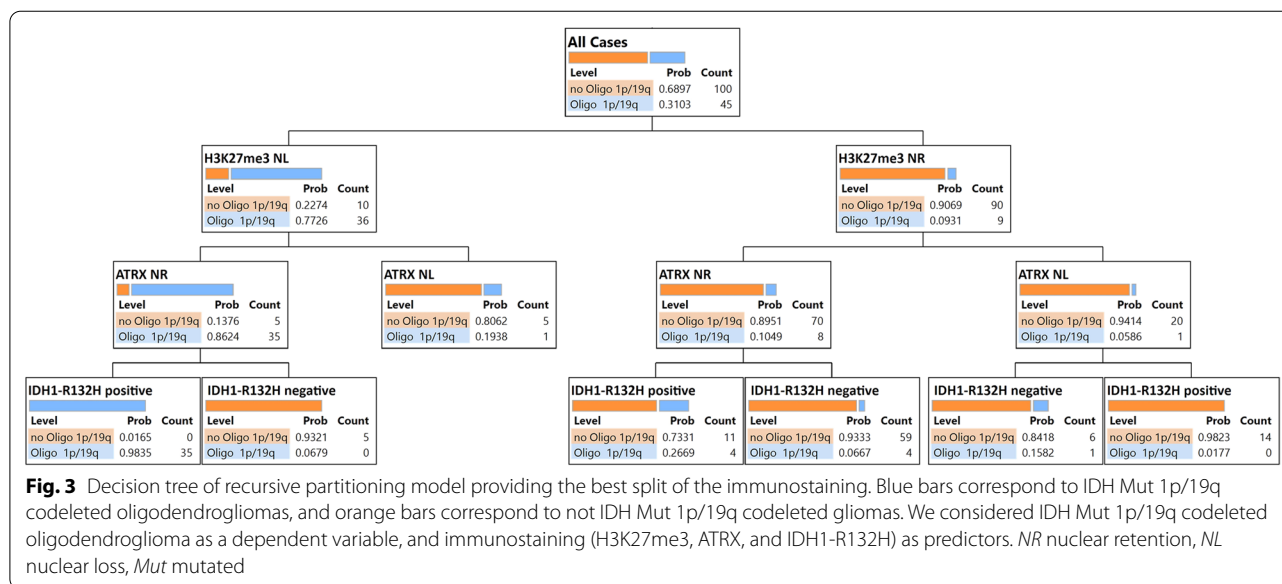 All Cases
Level Prob Count
no Oligo 1p/19q 0.6897 100
Oligo 1p/19q 0.3103 45
H3K27me3 NL
Level Prob Count
no Oligo 1p/19q 0.2274 10
Oligo 1p/19q 0.7726 36
H3K27me3 NR
Level Prob Count
no Oligo 1p/19q 0.9069 90
Oligo 1p/19q 0.0931 9
ATRX NR
Level Prob Count
no Oligo 1p/19q 0.1376 5
Oligo 1p/19q 0.8624 35
ATRX NL
Level Prob Count
no Oligo 1p/19q 0.8062 5
Oligo 1p/19q 0.1938 1
ATRX NR
Level Prob Count
no Oligo 1p/19q 0.8951 70
Oligo 1p/19q 0.1049 8
ATRX NL
Level Prob Count
no Oligo 1p/19q 0.9414 20
Oligo 1p/19q 0.0586 1
IDH1-R132H positive
Level Prob Count
no Oligo 1p/19q 0.0165 0
Oligo 1p/19q 0.9835 35
IDH1-R132H negative
Level Prob Count
no Oligo 1p/19q 0.9321 5
Oligo 1p/19q 0.0679 0
IDH1-R132H positive
Level Prob Count
no Oligo 1p/19q 0.7331 11
Oligo 1p/19q 0.2669 4
IDH1-R132H negative
Level Prob Count
no Oligo 1p/19q 0.9333 59
Oligo 1p/19q 0.0667 4
IDH1-R132H negative
Level Prob Count
no Oligo 1p/19q 0.8418 6
Oligo 1p/19q 0.1582 1
IDH1-R132H positive
Level Prob Count
no Oligo 1p/19q 0.9823 14
Oligo 1p/19q 0.0177 0
Fig. 3 Decision tree of recursive partitioning model providing the best split of the immunostaining. Blue bars correspond to IDH Mut 1p/19q
codeleted oligodendrogliomas, and orange bars correspond to not IDH Mut 1p/19q codeleted gliomas. We considered IDH Mut 1p/19q codeleted
oligodendroglioma as a dependent variable, and immunostaining (H3K27me3, ATRX, and IDH1-R132H) as predictors. NR nuclear retention, NL
nuclear loss, Mut mutated